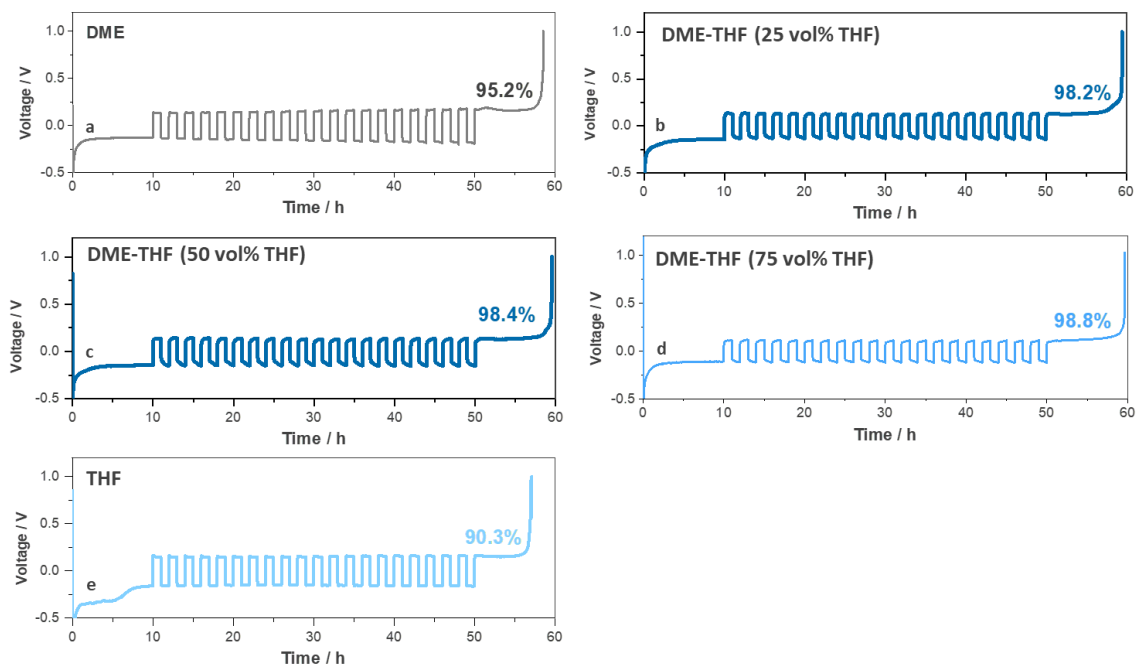 DME
95.2%
a
Voltage / V
1.0
0.5
0.0
-0.5
0 10 20 30 40 50 60
Time / h
DME-THF (25 vol% THF)
98.2%
b
Voltage / V
1.0
0.5
0.0
-0.5
0 10 20 30 40 50 60
Time / h
DME-THF (50 vol% THF)
98.4%
c
Voltage / V
1.0
0.5
0.0
-0.5
0 10 20 30 40 50 60
Time / h
DME-THF (75 vol% THF)
98.8%
d
Voltage / V
1.0
0.5
0.0
-0.5
0 10 20 30 40 50 60
Time / h
THF
90.3%
e
Voltage / V
1.0
0.5
0.0
-0.5
0 10 20 30 40 50 60
Time / h